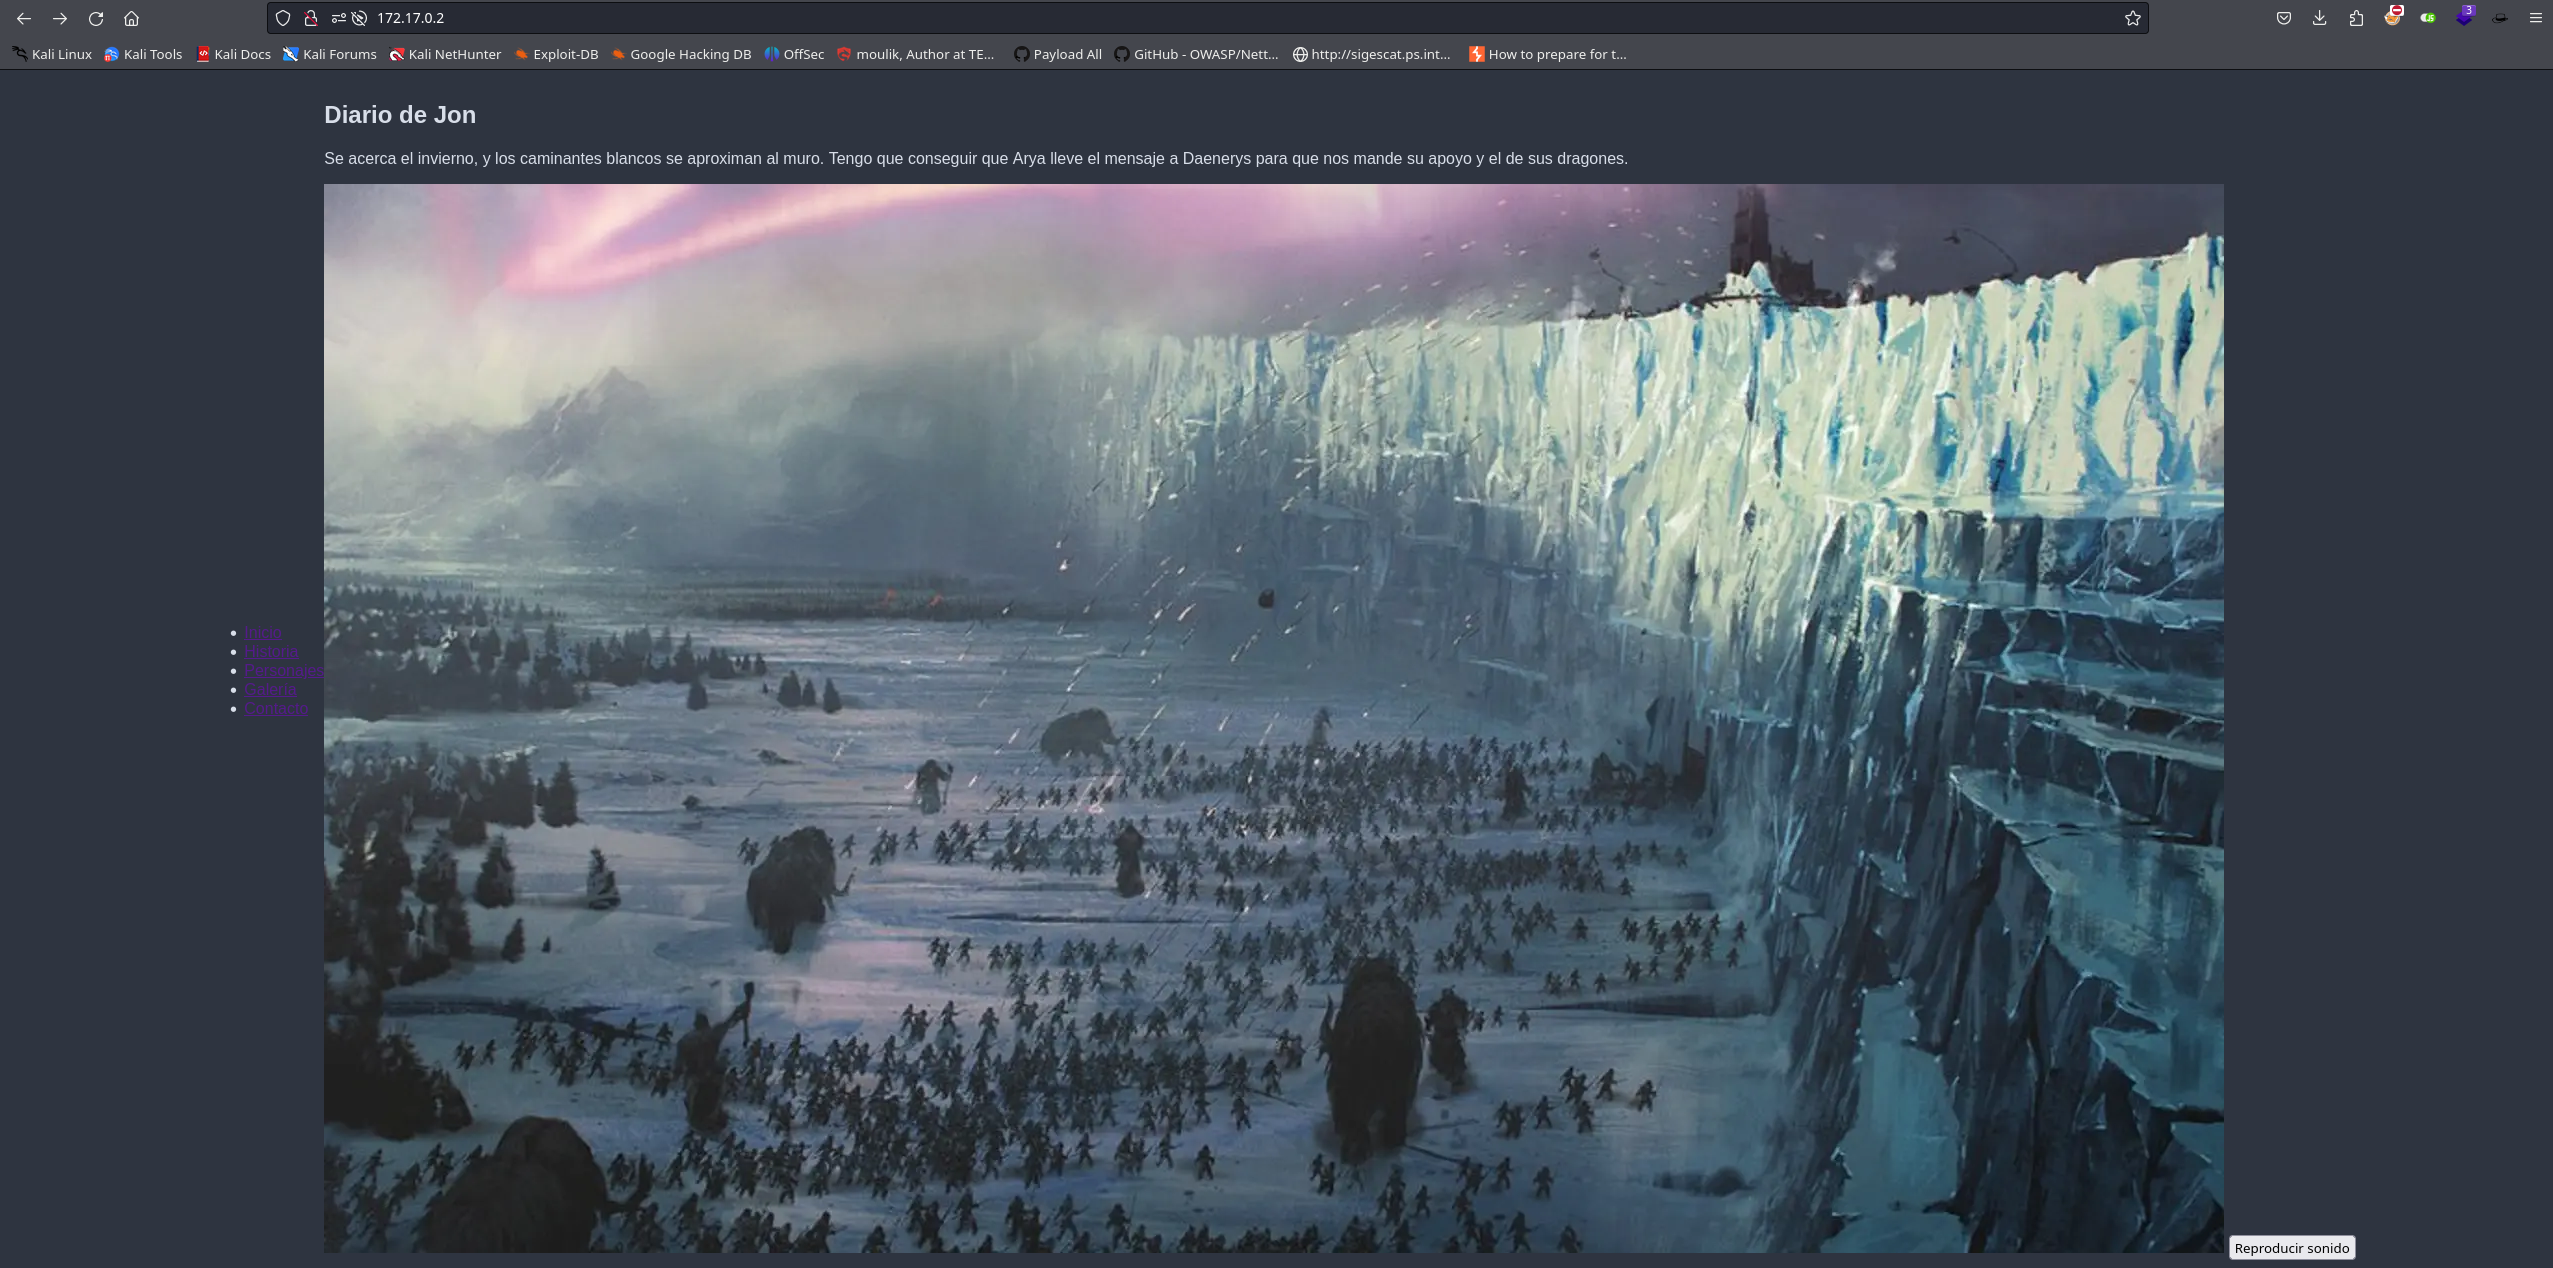 172.17.0.2
3
Kali Linux Kali Tools Kali Docs Kali Forums Kali NetHunter Exploit-DB Google Hacking DB OffSec moulik, Author at TE... Payload All GitHub - OWASP/Nett... http://sigescat.ps.int... How to prepare for t...
Diario de Jon
Se acerca el invierno, y los caminantes blancos se aproximan al muro. Tengo que conseguir que Arya lleve el mensaje a Daenerys para que nos mande su apoyo y el de sus dragones.
Inicio
Historia
Personajes
Galería
Contacto
Reproducir sonido